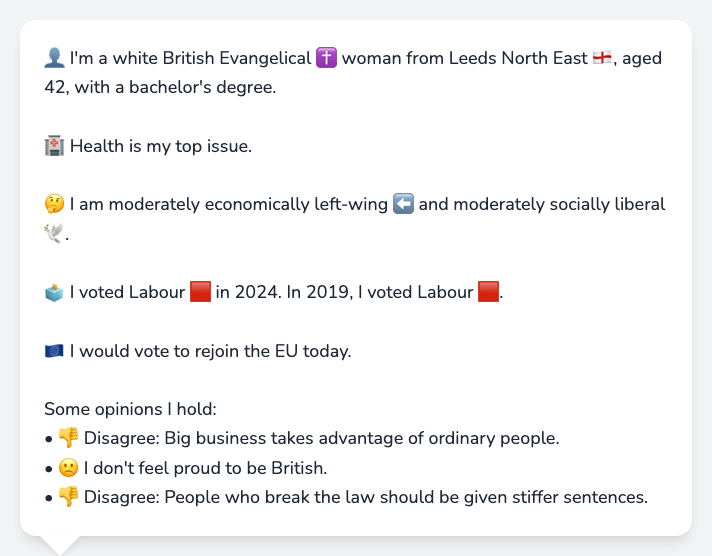 👤 I'm a white British Evangelical ✝️ woman from Leeds North East 🏴󠁧󠁢󠁥󠁮󠁧󠁿, aged
42, with a bachelor's degree.
🏥 Health is my top issue.
🤔 I am moderately economically left-wing ⬅️ and moderately socially liberal
🕊️.
🗳️ I voted Labour 🟥 in 2024. In 2019, I voted Labour 🟥.
🇪🇺 I would vote to rejoin the EU today.
Some opinions I hold:
• 👎 Disagree: Big business takes advantage of ordinary people.
• 🙁 I don't feel proud to be British.
• 👎 Disagree: People who break the law should be given stiffer sentences.